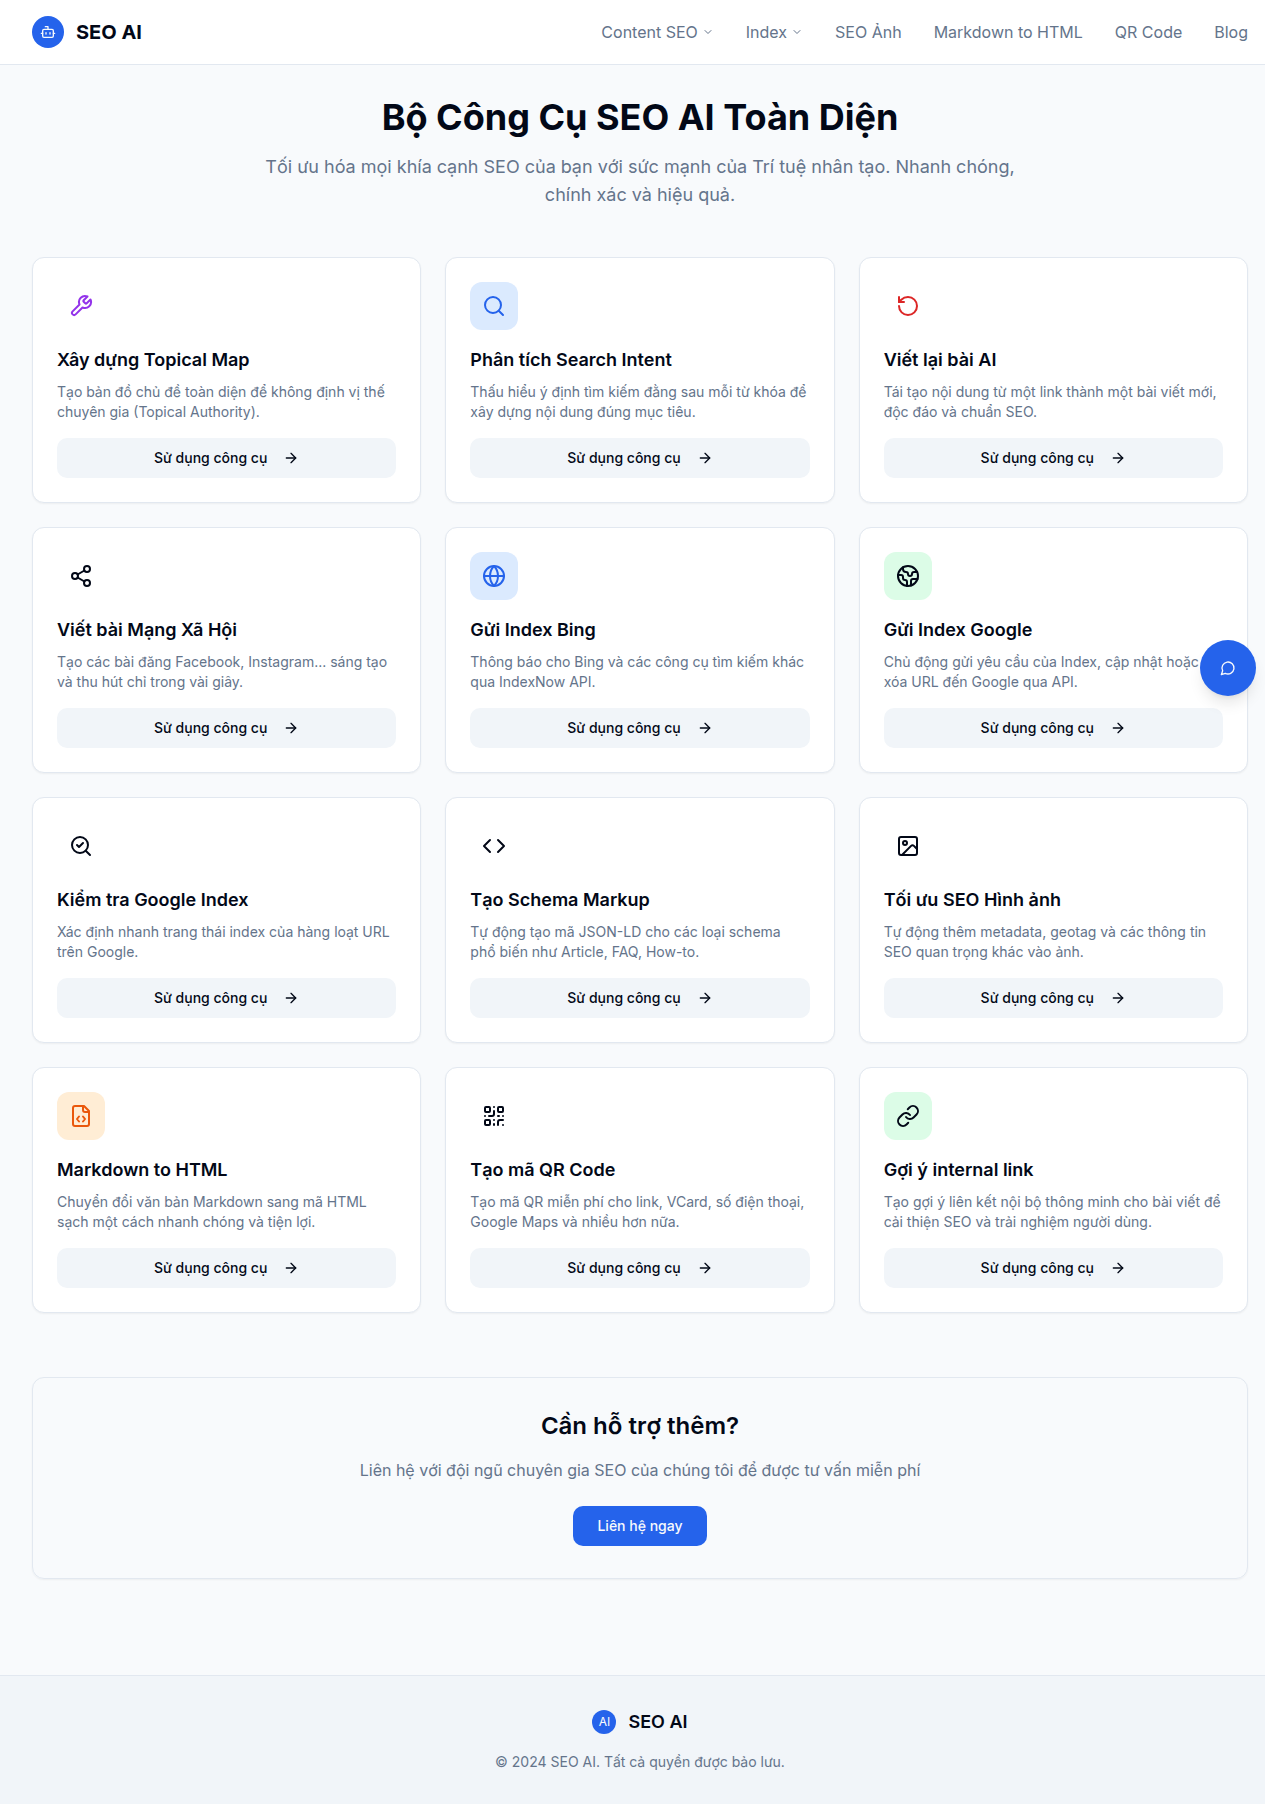 SEO AI
Content SEO
Index
SEO Ảnh
Markdown to HTML
QR Code
Blog
Bộ Công Cụ SEO AI Toàn Diện
Tối ưu hóa mọi khía cạnh SEO của bạn với sức mạnh của Trí tuệ nhân tạo. Nhanh chóng,
chính xác và hiệu quả.
Xây dựng Topical Map
Tạo bản đồ chủ đề toàn diện để khẳng định vị thế
chuyên gia (Topical Authority).
Sử dụng công cụ
Phân tích Search Intent
Thấu hiểu ý định tìm kiếm đằng sau mỗi từ khóa để
xây dựng nội dung đúng mục tiêu.
Sử dụng công cụ
Viết lại bài AI
Tái tạo nội dung từ một link thành một bài viết mới,
độc đáo và chuẩn SEO.
Sử dụng công cụ
Viết bài Mạng Xã Hội
Tạo các bài đăng Facebook, Instagram... sáng tạo
và thu hút chỉ trong vài giây.
Sử dụng công cụ
Gửi Index Bing
Thông báo cho Bing và các công cụ tìm kiếm khác
qua IndexNow API.
Sử dụng công cụ
Gửi Index Google
Chủ động gửi yêu cầu của Index, cập nhật hoặc
xóa URL đến Google qua API.
Sử dụng công cụ
Kiểm tra Google Index
Xác định nhanh trang thái index của hàng loạt URL
trên Google.
Sử dụng công cụ
Tạo Schema Markup
Tự động tạo mã JSON-LD cho các loại schema
phổ biến như Article, FAQ, How-to.
Sử dụng công cụ
Tối ưu SEO Hình ảnh
Tự động thêm metadata, geotag và các thông tin
SEO quan trọng khác vào ảnh.
Sử dụng công cụ
Markdown to HTML
Chuyển đổi văn bản Markdown sang mã HTML
sạch một cách nhanh chóng và tiện lợi.
Sử dụng công cụ
Tạo mã QR Code
Tạo mã QR miễn phí cho link, VCard, số điện thoại,
Google Maps và nhiều hơn nữa.
Sử dụng công cụ
Gợi ý internal link
Tạo gợi ý liên kết nội bộ thông minh cho bài viết để
cải thiện SEO và trải nghiệm người dùng.
Sử dụng công cụ
Cần hỗ trợ thêm?
Liên hệ với đội ngũ chuyên gia SEO của chúng tôi để được tư vấn miễn phí
Liên hệ ngay
AI SEO AI
© 2024 SEO AI. Tất cả quyền được bảo lưu.